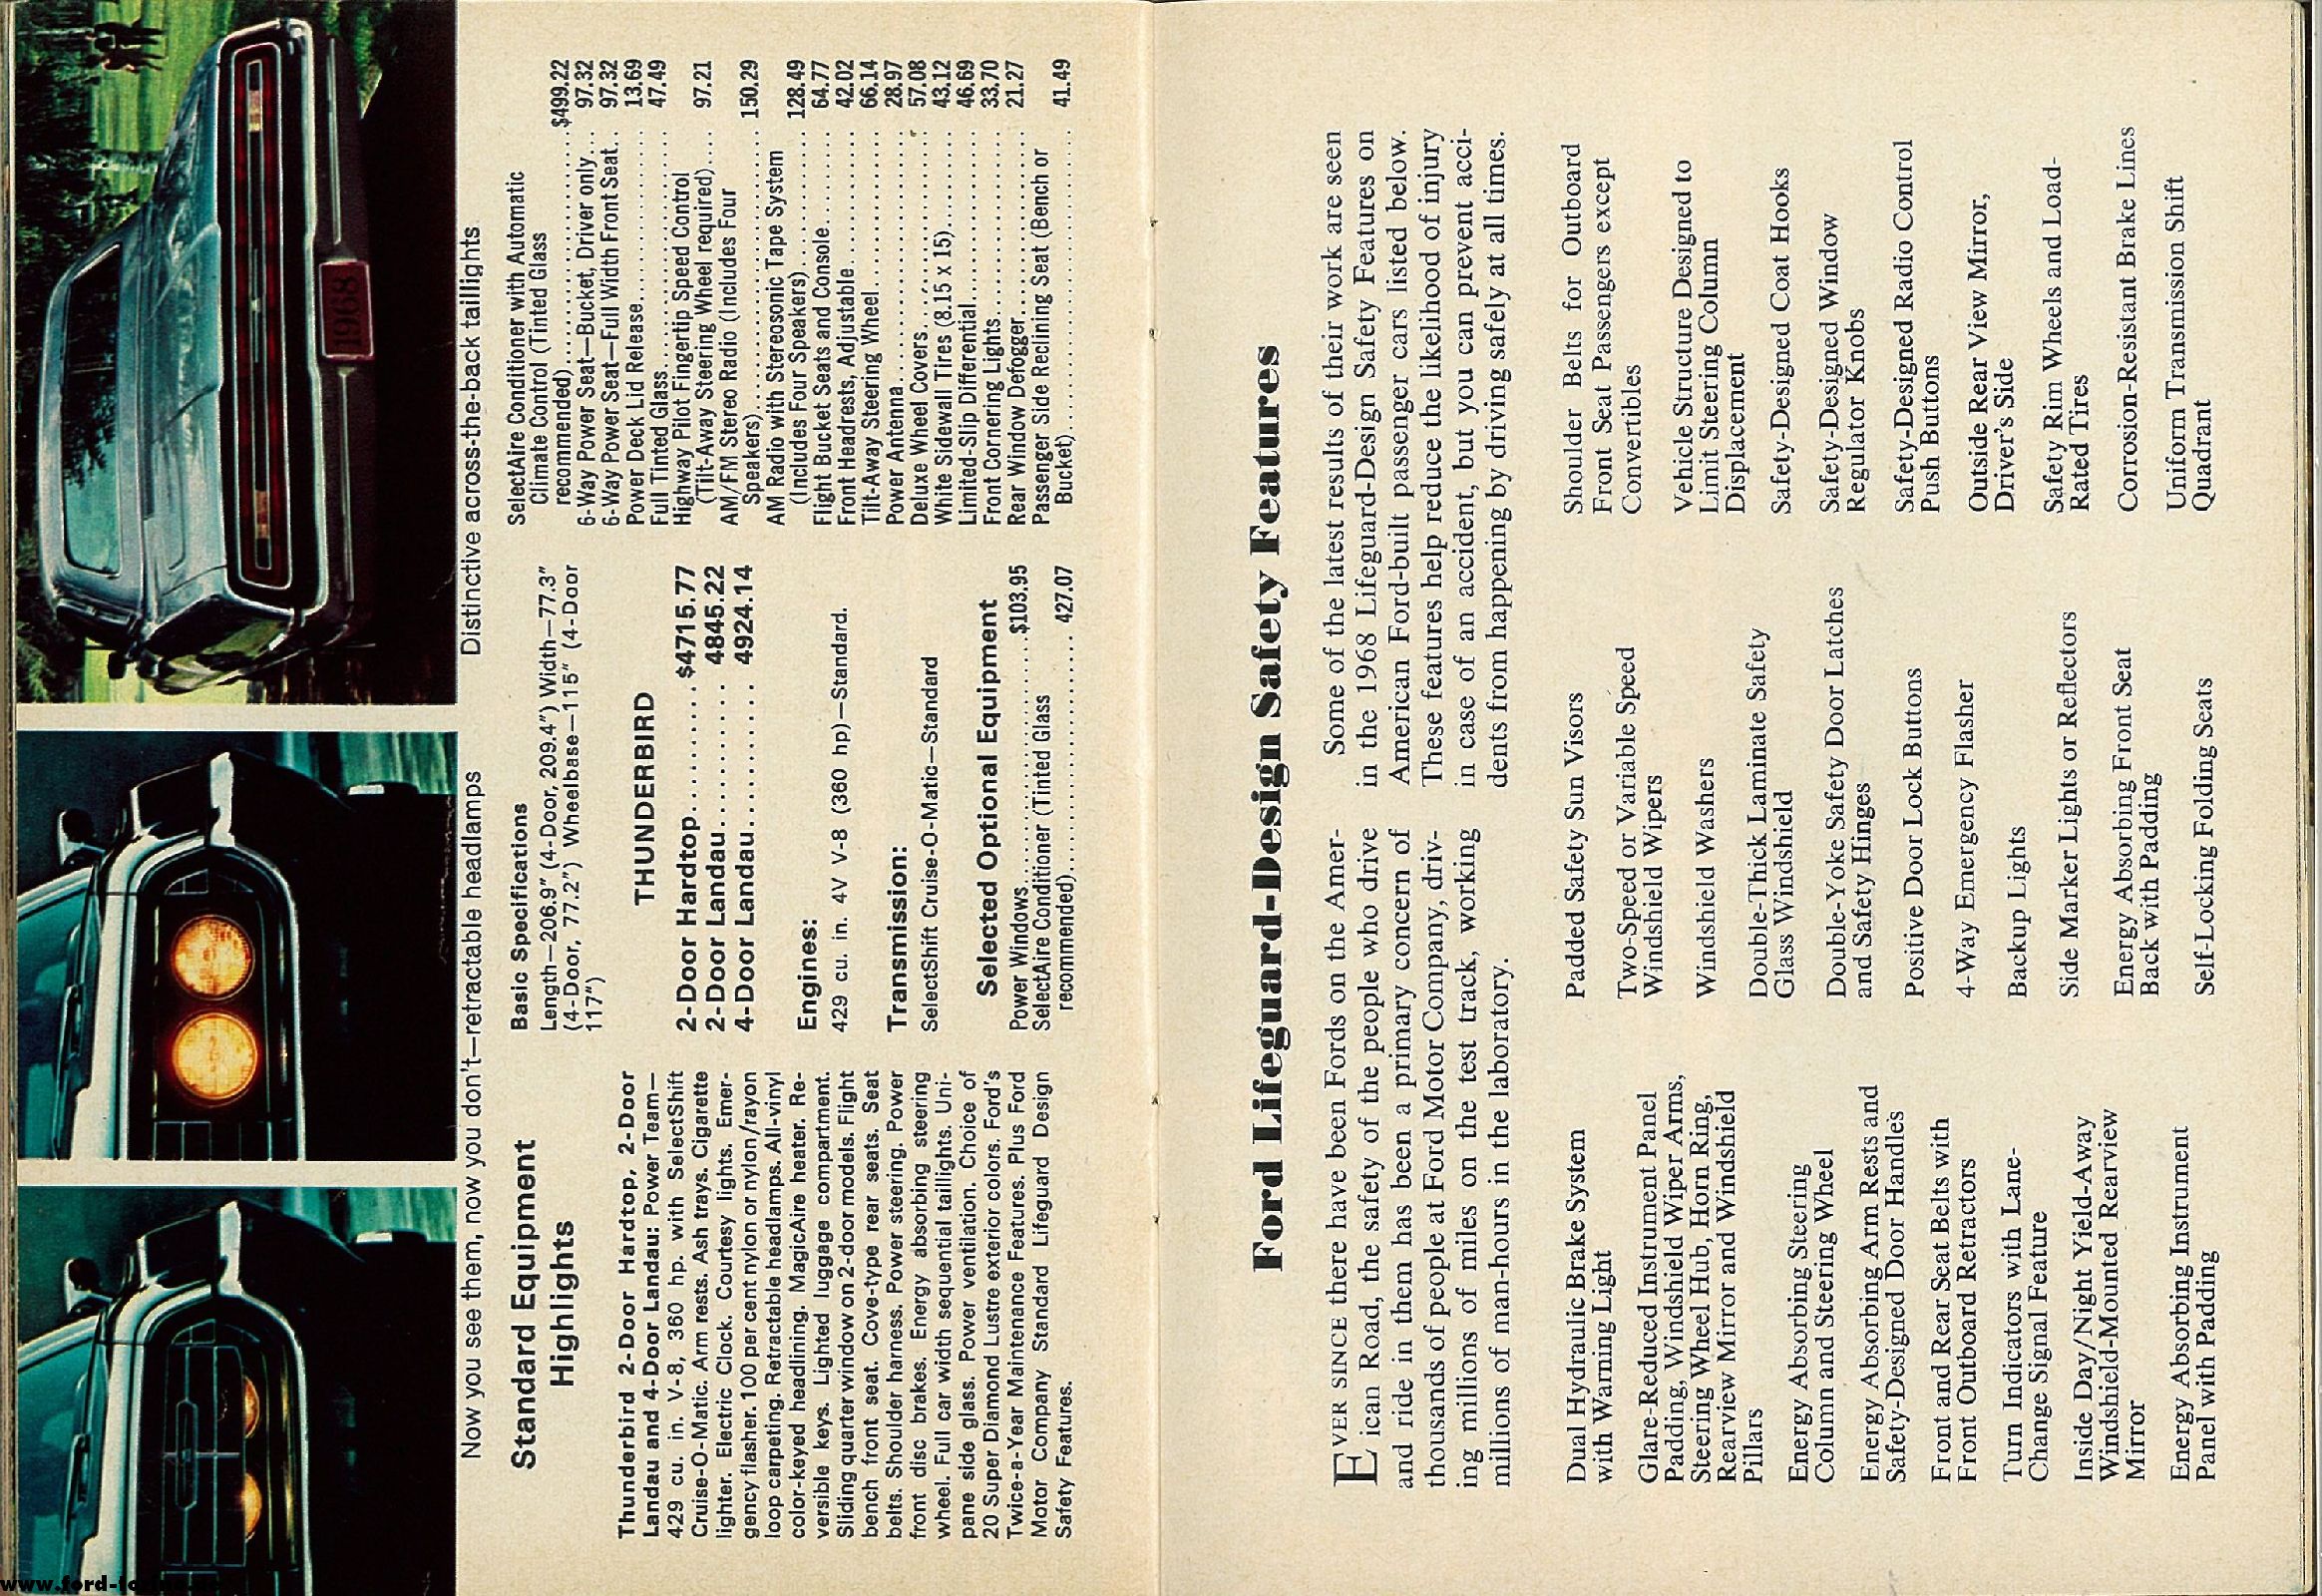 Now you see them, now you don't—retractable headlamps
Distinctive across-the-back taillights
1968
Standard Equipment
Highlights
Thunderbird 2-Door Hardtop, 2-Door
Landau and 4-Door Landau: Power Team—
429 cu. in. V-8, 360 hp. with SelectShift
Cruise-O-Matic. Arm rests. Ash trays. Cigarette
lighter. Electric Clock. Courtesy lights. Emer-
gency flasher. 100 per cent nylon or nylon/rayon
loop carpeting. Retractable headlamps. All-vinyl
color-keyed headlining. MagicAire heater. Re-
versible keys. Lighted luggage compartment.
Sliding quarter window on 2-door models. Flight
bench front seat. Cove-type rear seats. Seat
belts. Shoulder harness. Power steering. Power
front disc brakes. Energy absorbing steering
wheel. Full car width sequential taillights. Uni-
pane side glass. Power ventilation. Choice of
20 Super Diamond Lustre exterior colors. Ford's
Twice-a-Year Maintenance Features. Plus Ford
Motor Company Standard Lifeguard Design
Safety Features.
Basic Specifications
Length—206.9" (4-Door, 209.4") Width—77.3"
(4-Door, 77.2") Wheelbase—115" (4-Door
117")
THUNDERBIRD
2-Door Hardtop..........$4715.77
2-Door Landau........... 4845.22
4-Door Landau........... 4924.14
Engines:
429 cu. in. 4V V-8 (360 hp)—Standard.
Transmission:
SelectShift Cruise-O-Matic—Standard
Selected Optional Equipment
Power Windows..........................$103.95
SelectAire Conditioner (Tinted Glass
recommended)........................... 427.07
SelectAire Conditioner with Automatic
Climate Control (Tinted Glass
recommended)...........................$499.22
6-Way Power Seat—Bucket, Driver only... 97.32
6-Way Power Seat—Full Width Front Seat.. 97.32
Power Deck Lid Release.................. 13.69
Full Tinted Glass....................... 47.49
Highway Pilot Fingertip Speed Control
(Tilt-Away Steering Wheel required).... 97.21
AM/FM Stereo Radio (Includes Four
Speakers)............................... 150.29
AM Radio with Stereosonic Tape System
(Includes Four Speakers) ............... 128.49
Flight Bucket Seats and Console......... 64.77
Front Headrests, Adjustable............. 42.02
Tilt-Away Steering Wheel................ 66.14
Power Antenna........................... 28.97
Deluxe Wheel Covers..................... 57.08
White Sidewall Tires (8.15 x 15)........ 43.12
Limited-Slip Differential............... 46.69
Front Cornering Lights.................. 33.70
Rear Window Defogger.................... 21.27
Passenger Side Reclining Seat (Bench or
Bucket)................................. 41.49
Ford Lifeguard-Design Safety Features
EVER SINCE there have been Fords on the Amer-
ican Road, the safety of the people who drive
and ride in them has been a primary concern of
thousands of people at Ford Motor Company, driv-
ing millions of miles on the test track, working
millions of man-hours in the laboratory.
Some of the latest results of their work are seen
in the 1968 Lifeguard-Design Safety Features on
American Ford-built passenger cars listed below.
These features help reduce the likelihood of injury
in case of an accident, but you can prevent acci-
dents from happening by driving safely at all times.
Dual Hydraulic Brake System
with Warning Light
Glare-Reduced Instrument Panel
Padding, Windshield Wiper Arms,
Steering Wheel Hub, Horn Ring,
Rearview Mirror and Windshield
Pillars
Energy Absorbing Steering
Column and Steering Wheel
Energy Absorbing Arm Rests and
Safety-Designed Door Handles
Front and Rear Seat Belts with
Front Outboard Retractors
Turn Indicators with Lane-
Change Signal Feature
Inside Day/Night Yield-Away
Windshield-Mounted Rearview
Mirror
Energy Absorbing Instrument
Panel with Padding
Padded Safety Sun Visors
Two-Speed or Variable Speed
Windshield Wipers
Windshield Washers
Double-Thick Laminate Safety
Glass Windshield
Double-Yoke Safety Door Latches
and Safety Hinges
Positive Door Lock Buttons
4-Way Emergency Flasher
Backup Lights
Side Marker Lights or Reflectors
Energy Absorbing Front Seat
Back with Padding
Self-Locking Folding Seats
Shoulder Belts for Outboard
Front Seat Passengers except
Convertibles
Vehicle Structure Designed to
Limit Steering Column
Displacement
Safety-Designed Coat Hooks
Safety-Designed Window
Regulator Knobs
Safety-Designed Radio Control
Push Buttons
Outside Rear View Mirror,
Driver's Side
Safety Rim Wheels and Load-
Rated Tires
Corrosion-Resistant Brake Lines
Uniform Transmission Shift
Quadrant